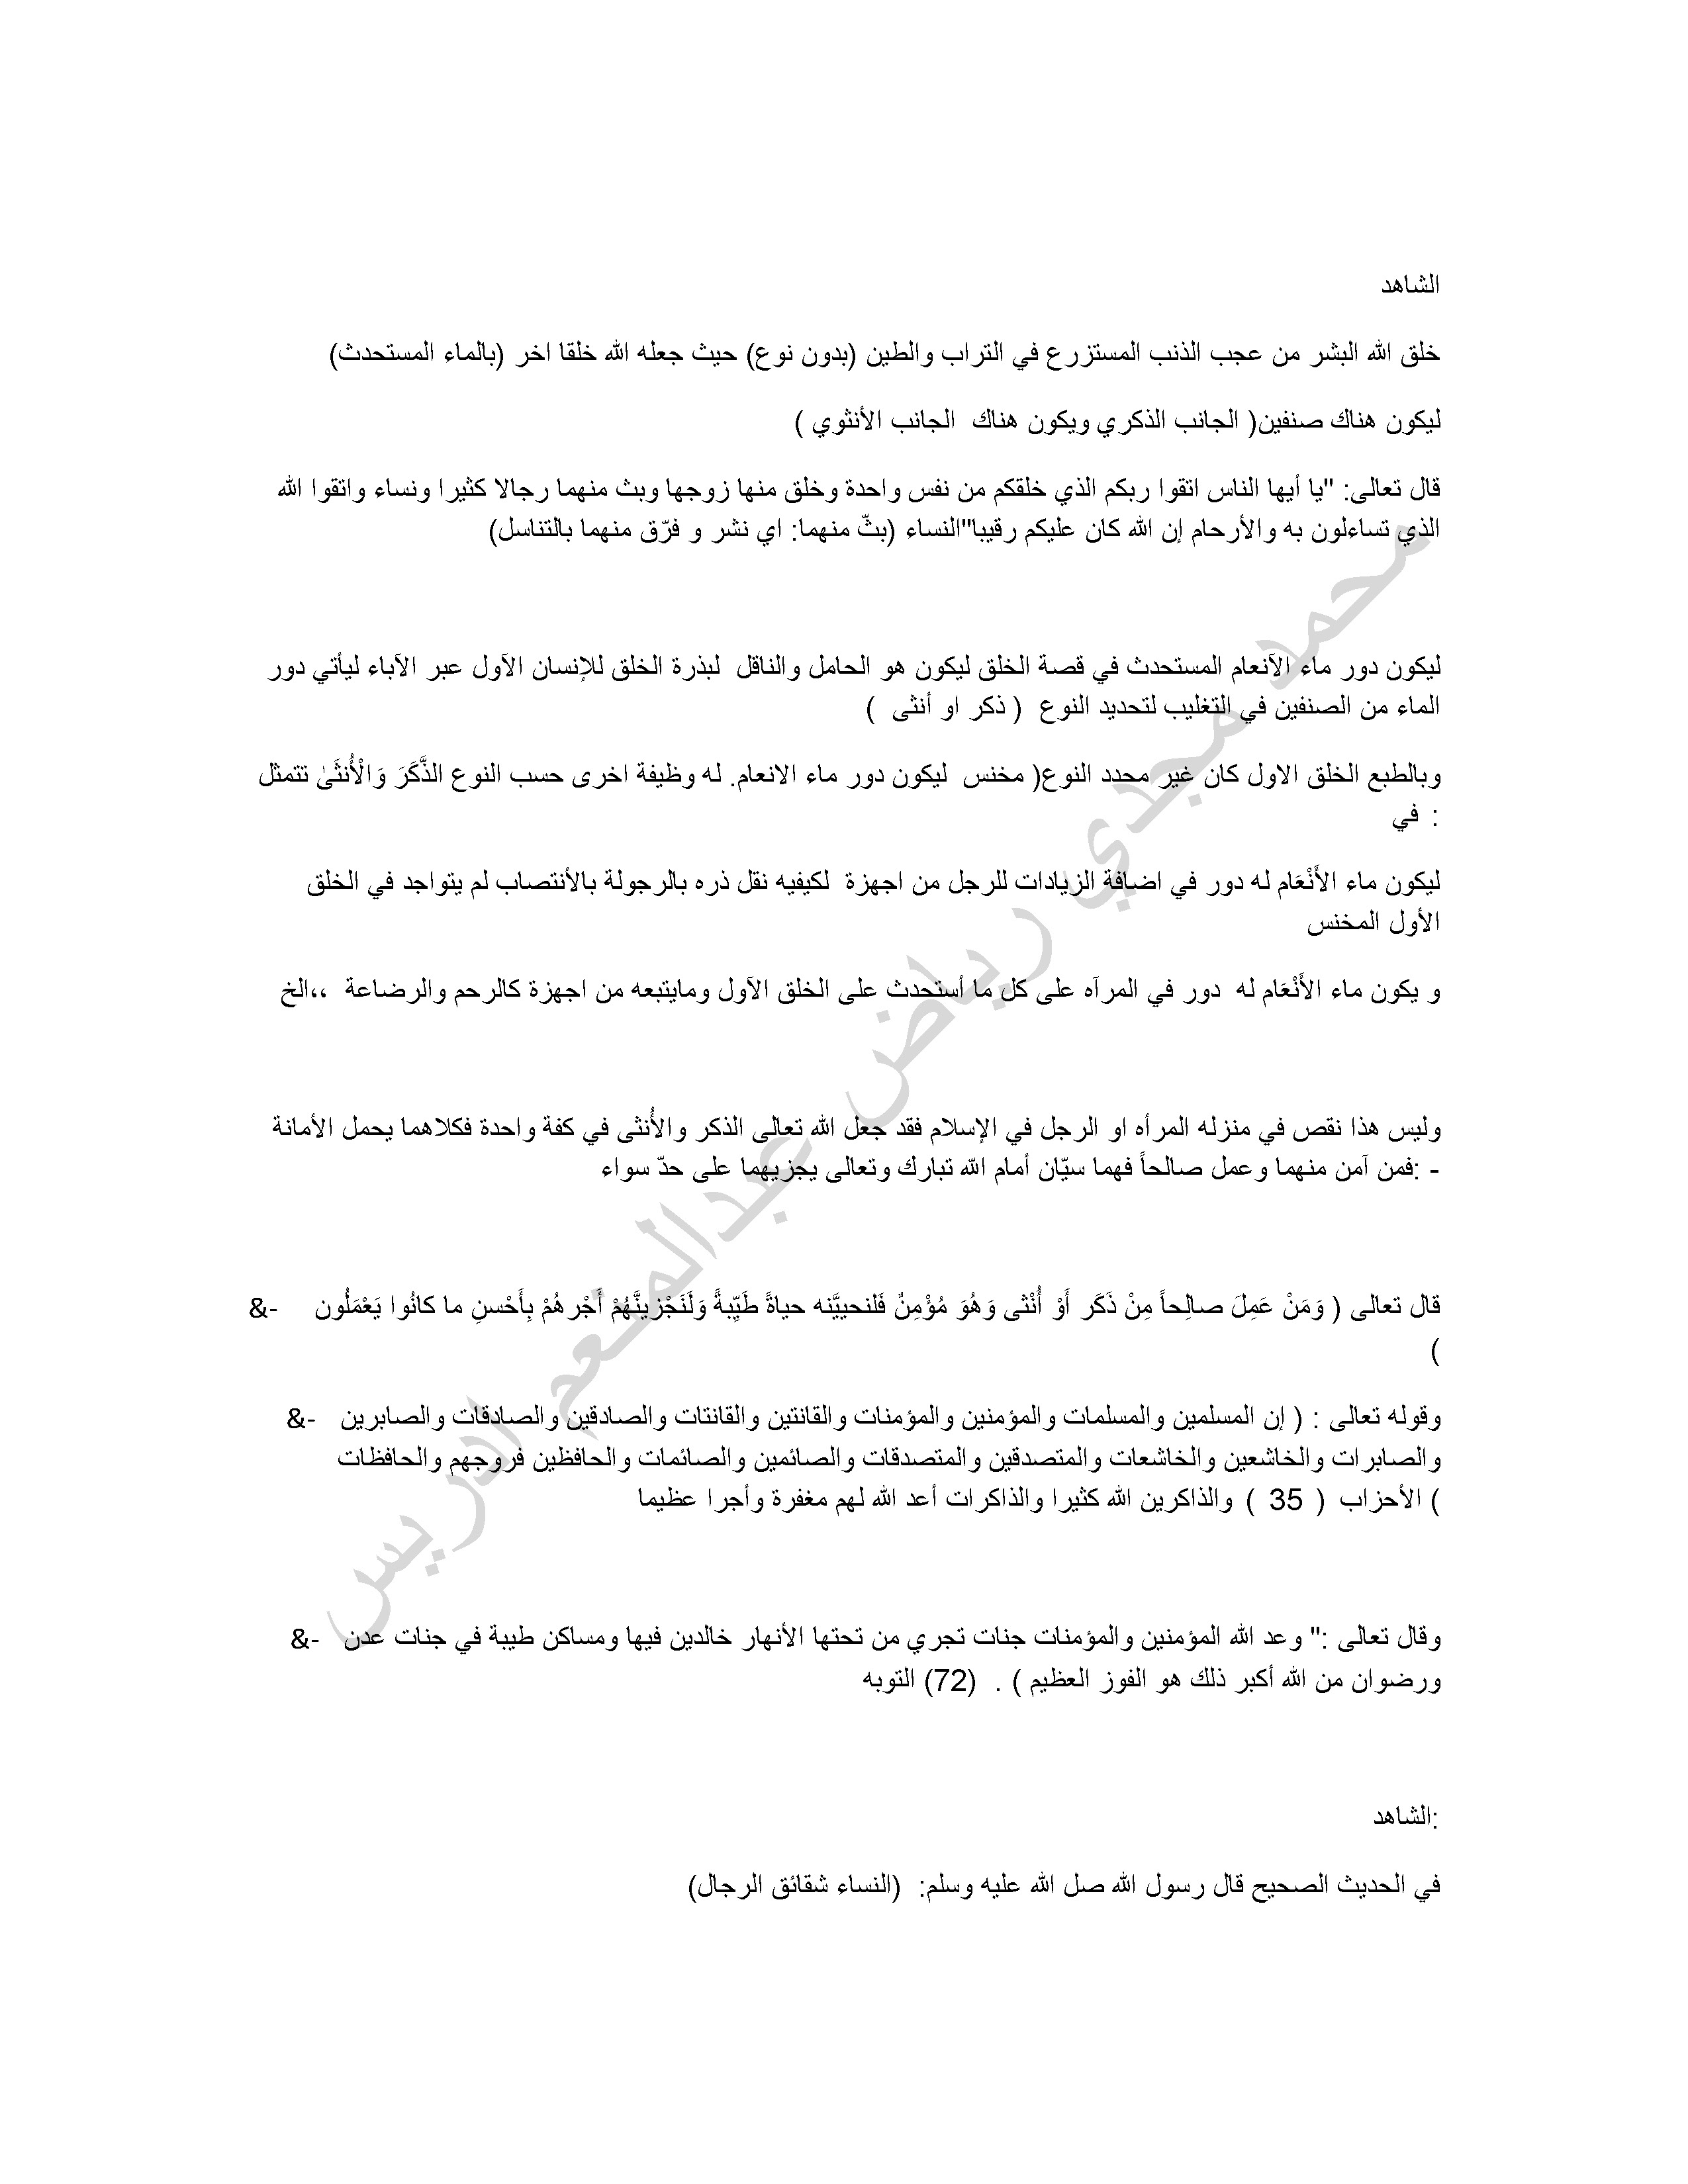 الشاهد
خلق الله البشر من عجب الذنب المستزرع في التراب والطين (بدون نوع) حيث جعله الله خلقا اخر (بالماء المستحدث)
ليكون هناك صنفين( الجانب الذكري ويكون هناك الجانب الأنثوي )
قال تعالى: "يا أيها الناس اتقوا ربكم الذي خلقكم من نفس واحدة وخلق منها زوجها وبث منهما رجالا كثيرا ونساء واتقوا الله
الذي تساءلون به والأرحام إن الله كان عليكم رقيبا"النساء (بثّ منهما: اي نشر و فرّق منهما بالتناسل)
ليكون دور ماء الآنعام المستحدث في قصة الخلق ليكون هو الحامل والناقل لبذرة الخلق للإنسان الآول عبر الآباء ليأتي دور
الماء من الصنفين في التغليب لتحديد النوع ( ذكر او أنثى )
وبالطبع الخلق الاول كان غير محدد النوع( مخنس ليكون دور ماء الانعام. له وظيفة اخرى حسب النوع الذَّكَرَ وَالْأُنثَىٰ تتمثل
: في
ليكون ماء الأَنْعَام له دور في اضافة الزيادات للرجل من اجهزة لكيفيه نقل ذره بالرجولة بالأنتصاب لم يتواجد في الخلق
الأول المخنس
و يكون ماء الأَنْعَام له دور في المرآه على كل ما أستحدث على الخلق الآول ومايتبعه من اجهزة كالرحم والرضاعة ،،الخ
وليس هذا نقص في منزله المرأه او الرجل في الإسلام فقد جعل الله تعالى الذكر والأُنثى في كفة واحدة فكلاهما يحمل الأمانة
- :فمن آمن منهما وعمل صالحاً فهما سيّان أمام الله تبارك وتعالى يجزيهما على حدّ سواء
قال تعالى ( وَمَنْ عَمِلَ صالِحاً مِنْ ذَكَر أَوْ أُنْثى وَهُوَ مُؤْمِنٌ فَلنحييَّنه حياةً طَيِّبةً وَلَنَجْزِينَّهُمْ أَجْرهُمْ بِأَحْسنِ ما كانُوا يَعْمَلُون &-
)
وقوله تعالى : ( إن المسلمين والمسلمات والمؤمنين والمؤمنات والقانتين والقانتات والصادقين والصادقات والصابرين &-
والصابرات والخاشعين والخاشعات والمتصدقين والمتصدقات والصائمين والصائمات والحافظين فروجهم والحافظات
) الأحزاب ( 35 ) والذاكرين الله كثيرا والذاكرات أعد الله لهم مغفرة وأجرا عظيما
وقال تعالى :" وعد الله المؤمنين والمؤمنات جنات تجري من تحتها الأنهار خالدين فيها ومساكن طيبة في جنات عدن &-
ورضوان من الله أكبر ذلك هو الفوز العظيم ) . (72) التوبه
:الشاهد
في الحديث الصحيح قال رسول الله صل الله عليه وسلم: (النساء شقائق الرجال)
محمد مجدي رياض عبدالمنعم ادريس